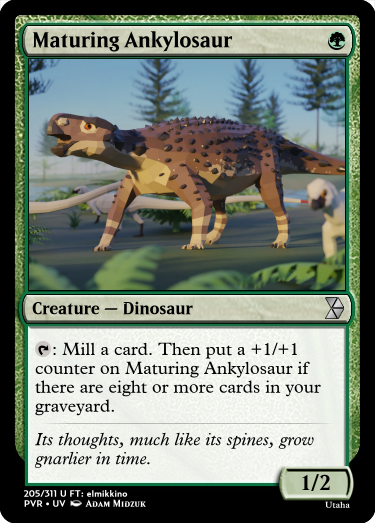 Maturing Ankylosaur
Creature — Dinosaur
: Mill a card. Then put a +1/+1
counter on Maturing Ankylosaur if
there are eight or more cards in your
graveyard.
Its thoughts, much like its spines, grow
gnarlier in time.
1/2
205/311 U FT: elmikkino
PVR • UV Adam Midzuk
Utaha